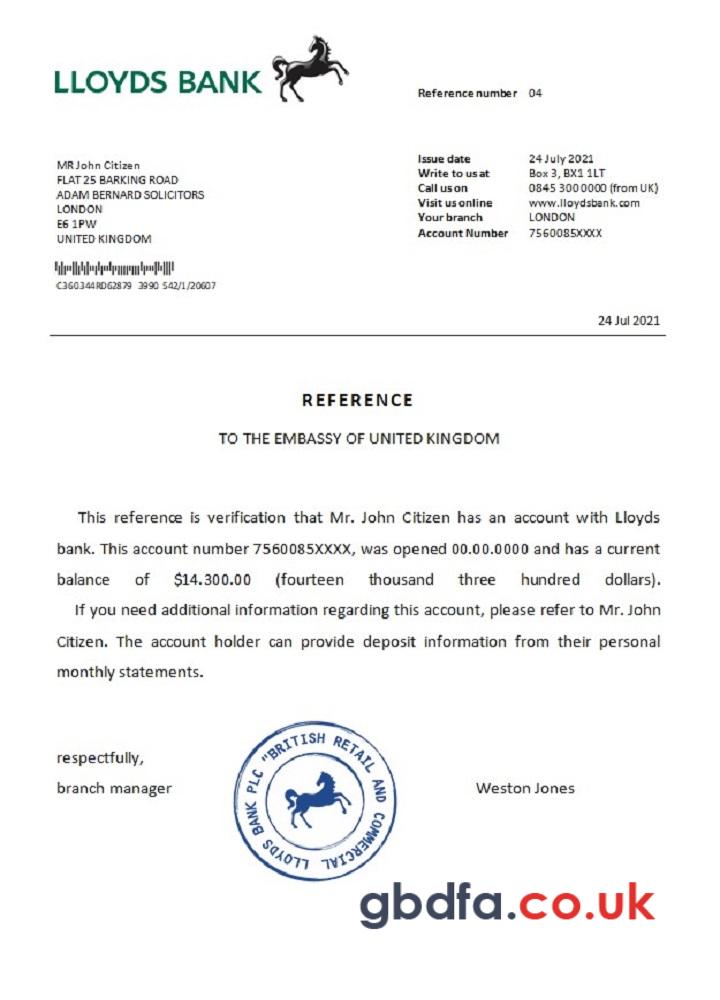 LLOYDS BANK
Reference number 04
MR John Citizen
FLAT 25 BARKING ROAD
ADAM BERNARD SOLICITORS
LONDON
E6 1PW
UNITED KINGDOM
C360344RD62879 3990 542/1/20607
Issue date 24 July 2021
Write to us at Box 3, BX1 1LT
Call us on 0845 300 0000 (from UK)
Visit us online www.lloydsbank.com
Your branch LONDON
Account Number 7560085XXXX
24 Jul 2021
REFERENCE
TO THE EMBASSY OF UNITED KINGDOM
This reference is verification that Mr. John Citizen has an account with Lloyds
bank. This account number 7560085XXXX, was opened 00.00.0000 and has a current
balance of $14.300.00 (fourteen thousand three hundred dollars).
If you need additional information regarding this account, please refer to Mr. John
Citizen. The account holder can provide deposit information from their personal
monthly statements.
respectfully,
branch manager
LLOYDS BANK PLC "BRITISH RETAIL AND COMMERCIAL
Weston Jones
gbdfa.co.uk